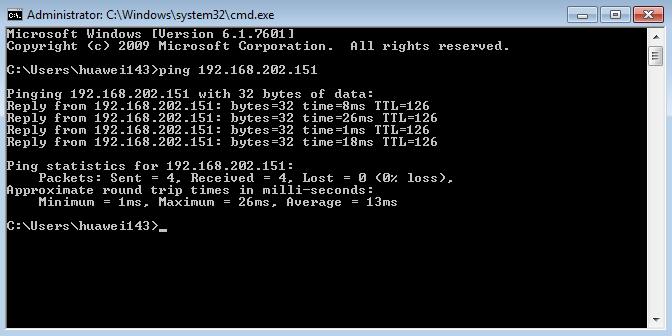 Administrator: C:\Windows\system32\cmd.exe
Microsoft Windows [Version 6.1.7601]
Copyright (c) 2009 Microsoft Corporation.  All rights reserved.
C:\Users\huawei143>ping 192.168.202.151
Pinging 192.168.202.151 with 32 bytes of data:
Reply from 192.168.202.151: bytes=32 time=8ms TTL=126
Reply from 192.168.202.151: bytes=32 time=26ms TTL=126
Reply from 192.168.202.151: bytes=32 time=1ms TTL=126
Reply from 192.168.202.151: bytes=32 time=18ms TTL=126
Ping statistics for 192.168.202.151:
    Packets: Sent = 4, Received = 4, Lost = 0 (0% loss),
Approximate round trip times in milli-seconds:
    Minimum = 1ms, Maximum = 26ms, Average = 13ms
C:\Users\huawei143>_